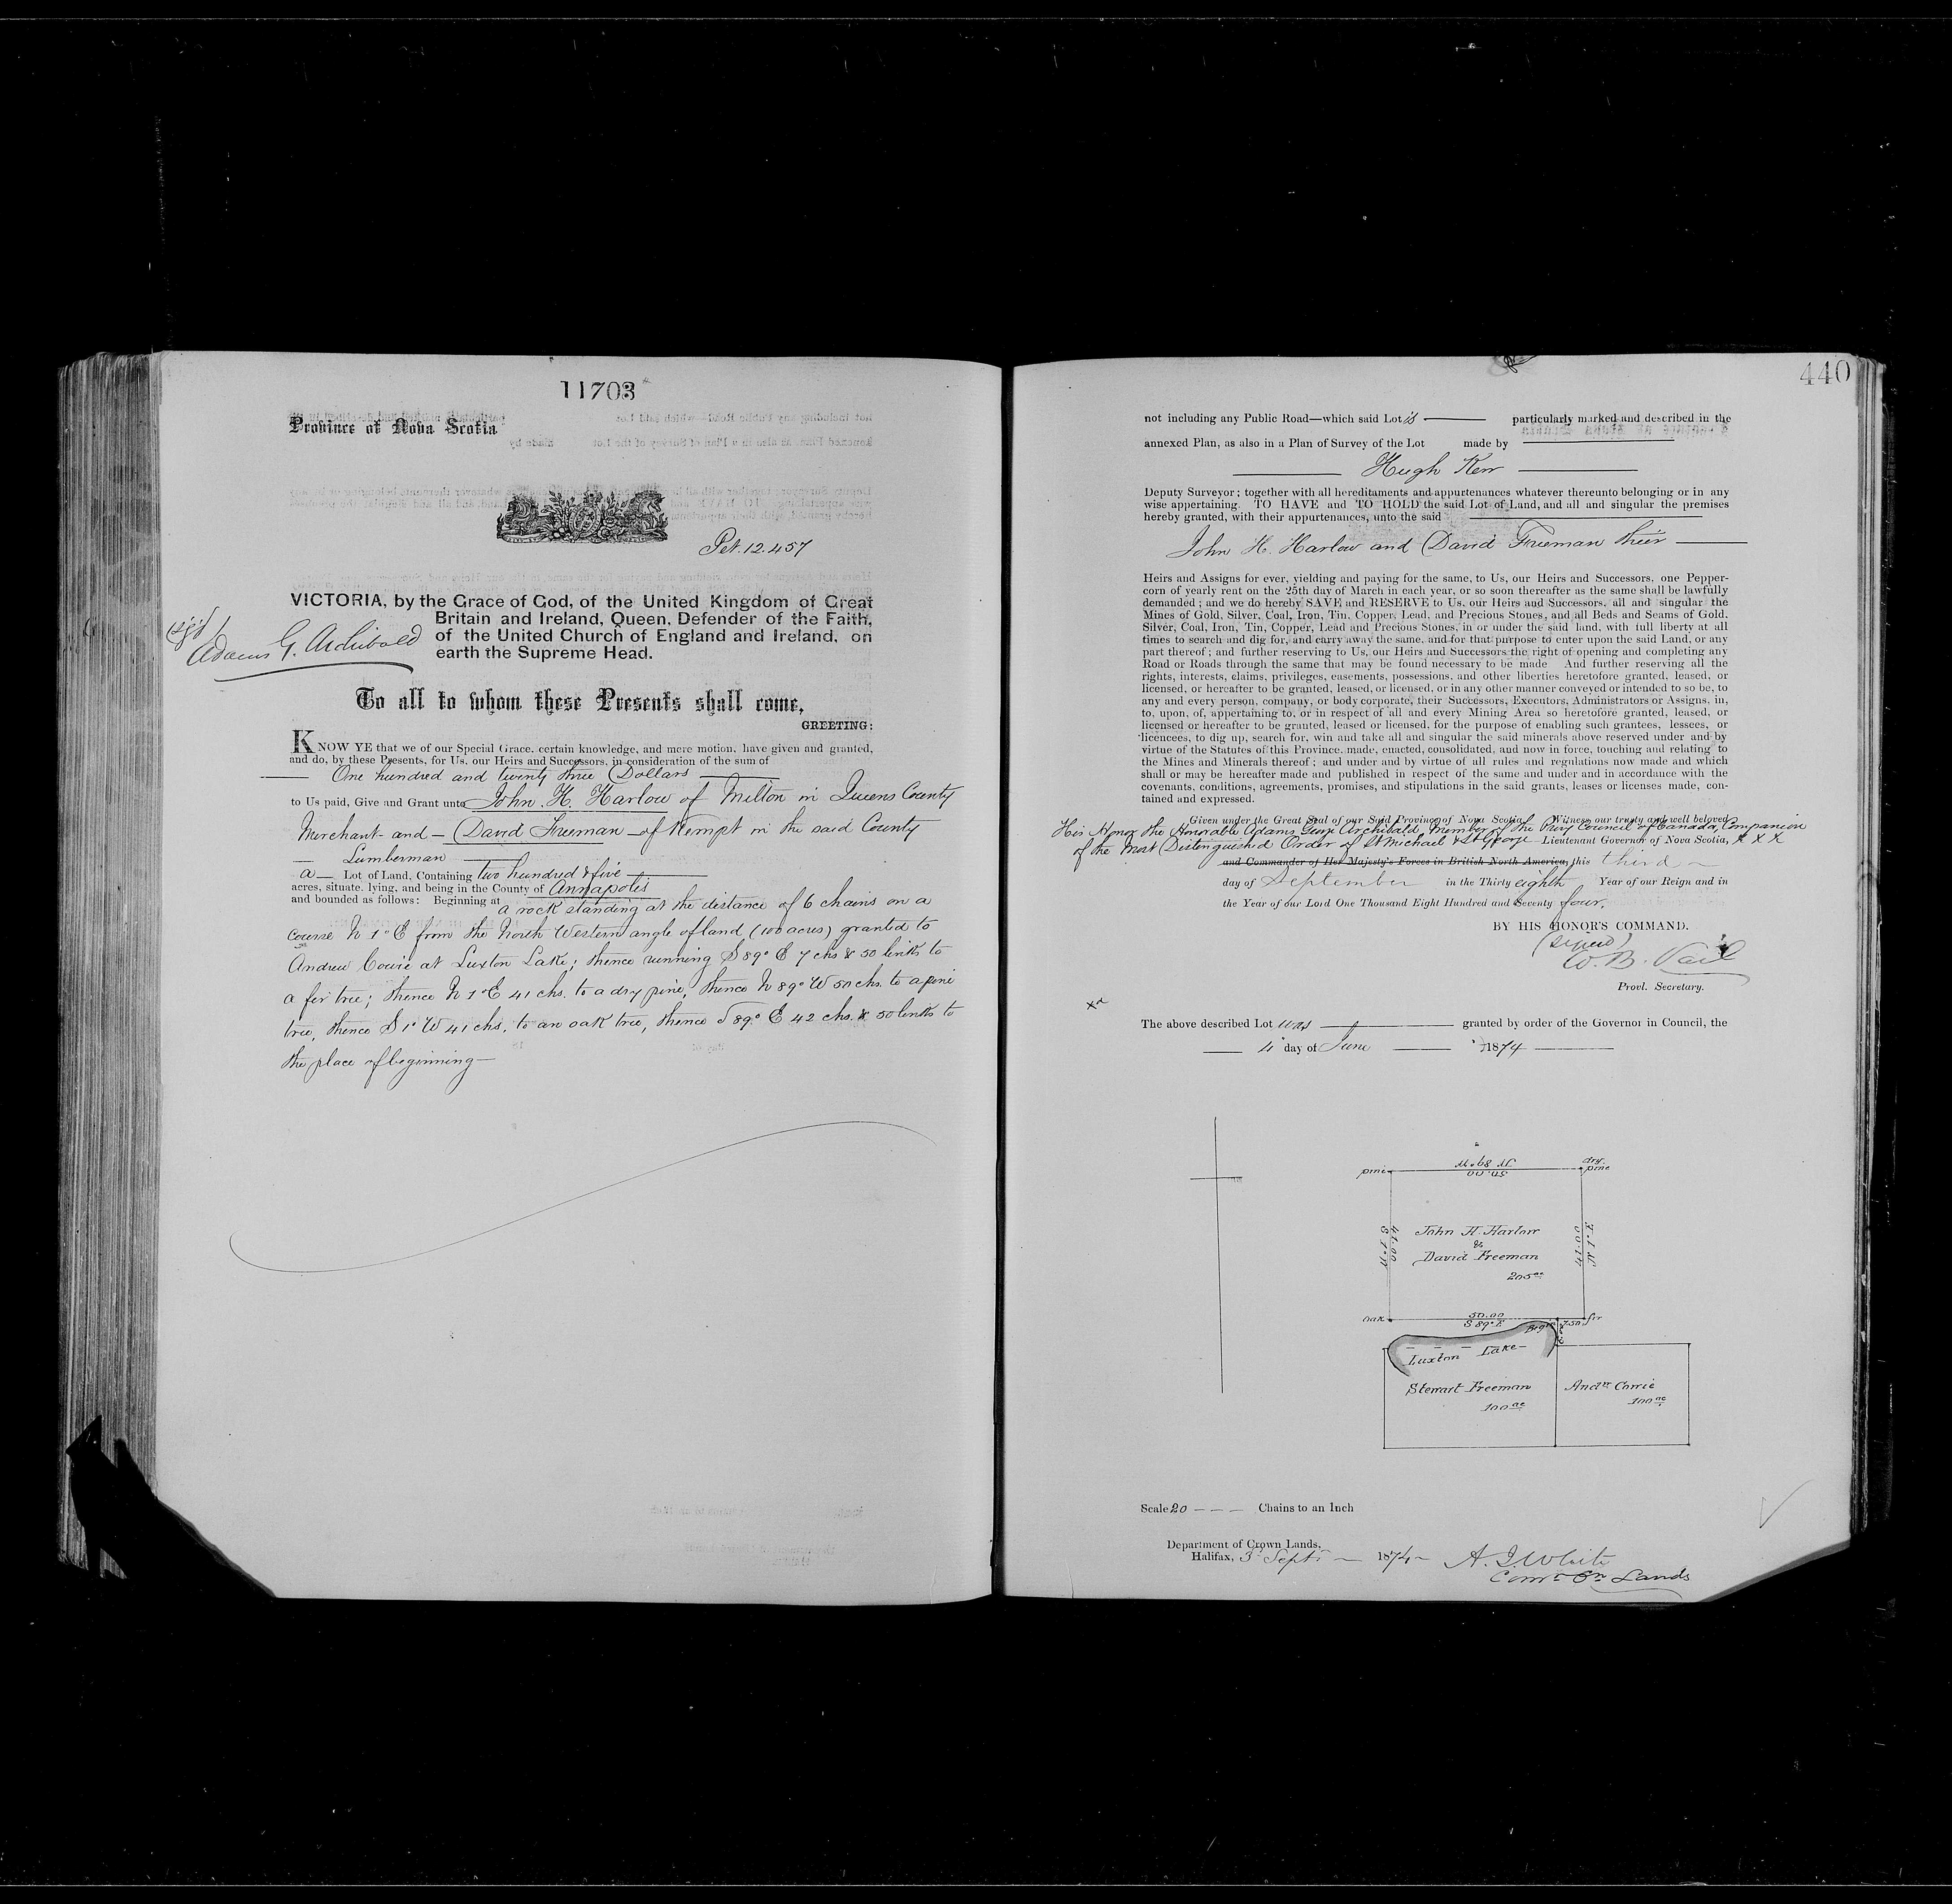 11703
Province of Nova Scotia
Pet. 12.457
VICTORIA, by the Grace of God, of the United Kingdom of Great
Britain and Ireland, Queen, Defender of the Faith,
of the United Church of England and Ireland, on
earth the Supreme Head.
(sgd)
Adams G. Archibald
To all to whom these Presents shall come,
GREETING:
KNOW YE that we of our Special Grace, certain knowledge, and mere motion, have given and granted,
and do, by these Presents, for Us, our Heirs and Successors, in consideration of the sum of
One hundred and twenty three Dollars
to Us paid, Give and Grant unto John. H. Harlow of Milton in Queens County
Merchant and David Freeman of Kempt in the said County
Lumberman
a Lot of Land, Containing two hundred & five
acres, situate, lying, and being in the County of Annapolis
and bounded as follows: Beginning at a rock standing at the distance of 6 chains on a
course N 1° E from the North Western angle of land (100 acres) granted to
Andrew Cowie at Luxton Lake; thence running S 89° E 7 chs & 50 links to
a fir tree; thence N 1° E 41 chs. to a dry pine, thence N 89° W 50 chs. to a pine
tree, thence S 1° W 41 chs, to an oak tree, thence S 89° E 42 chs. & 50 links to
the place of beginning—
440
not including any Public Road—which said Lot is particularly marked and described in the
annexed Plan, as also in a Plan of Survey of the Lot made by
Hugh Kerr
Deputy Surveyor; together with all hereditaments and appurtenances whatever thereunto belonging or in any
wise appertaining. TO HAVE and TO HOLD the said Lot of Land, and all and singular the premises
hereby granted, with their appurtenances, unto the said
John H. Harlow and David Freeman their
Heirs and Assigns for ever, yielding and paying for the same, to Us, our Heirs and Successors, one Pepper-
corn of yearly rent on the 25th day of March in each year, or so soon thereafter as the same shall be lawfully
demanded; and we do hereby SAVE and RESERVE to Us, our Heirs and Successors, all and singular the
Mines of Gold, Silver, Coal, Iron, Tin, Copper, Lead, and Precious Stones, and all Beds and Seams of Gold,
Silver, Coal, Iron, Tin, Copper, Lead and Precious Stones, in or under the said land, with full liberty at all
times to search and dig for, and carry away the same, and for that purpose to enter upon the said Land, or any
part thereof; and further reserving to Us, our Heirs and Successors the right of opening and completing any
Road or Roads through the same that may be found necessary to be made And further reserving all the
rights, interests, claims, privileges, easements, possessions, and other liberties heretofore granted, leased, or
licensed, or hereafter to be granted, leased, or licensed, or in any other manner conveyed or intended to so be, to
any and every person, company, or body corporate, their Successors, Executors, Administrators or Assigns, in,
to, upon, of, appertaining to, or in respect of all and every Mining Area so heretofore granted, leased, or
licensed or hereafter to be granted, leased or licensed, for the purpose of enabling such grantees, lessees, or
licencees, to dig up, search for, win and take all and singular the said minerals above reserved under and by
virtue of the Statutes of this Province, made, enacted, consolidated, and now in force, touching and relating to
the Mines and Minerals thereof; and under and by virtue of all rules and regulations now made and which
shall or may be hereafter made and published in respect of the same and under and in accordance with the
covenants, conditions, agreements, promises, and stipulations in the said grants, leases or licenses made, con-
tained and expressed.
Given under the Great Seal of our Said Province of Nova Scotia. Witness our trusty and well beloved
His Honor the Honorable Adams George Archibald, Member of the Privy Council of Canada, Companion
of the Most Distinguished Order of St Michael & St George Lieutenant Governor of Nova Scotia, x x x
and Commander of Her Majesty's Forces in British North America, this third
day of September in the Thirty eighth Year of our Reign and in
the Year of our Lord One Thousand Eight Hundred and Seventy four.
BY HIS HONOR'S COMMAND.
(signed)
W. B. Vail
Provl. Secretary.
The above described Lot was granted by order of the Governor in Council, the
4 day of June 1874
N 89° W
50.00
pine
dry pine
S 1° W
41.00
John H. Harlow
&
David Freeman
205 ac
N 1° E
41.00
oak
50.00
S 89° E
Begg
7.50
fir
6.00
Luxton Lake
Stewart Freeman
100 ac
Andw Cowie
100 ac
Scale 20 Chains to an Inch
Department of Crown Lands,
Halifax, 3d Septr 1874
A. J. White
Comr Crn Lands